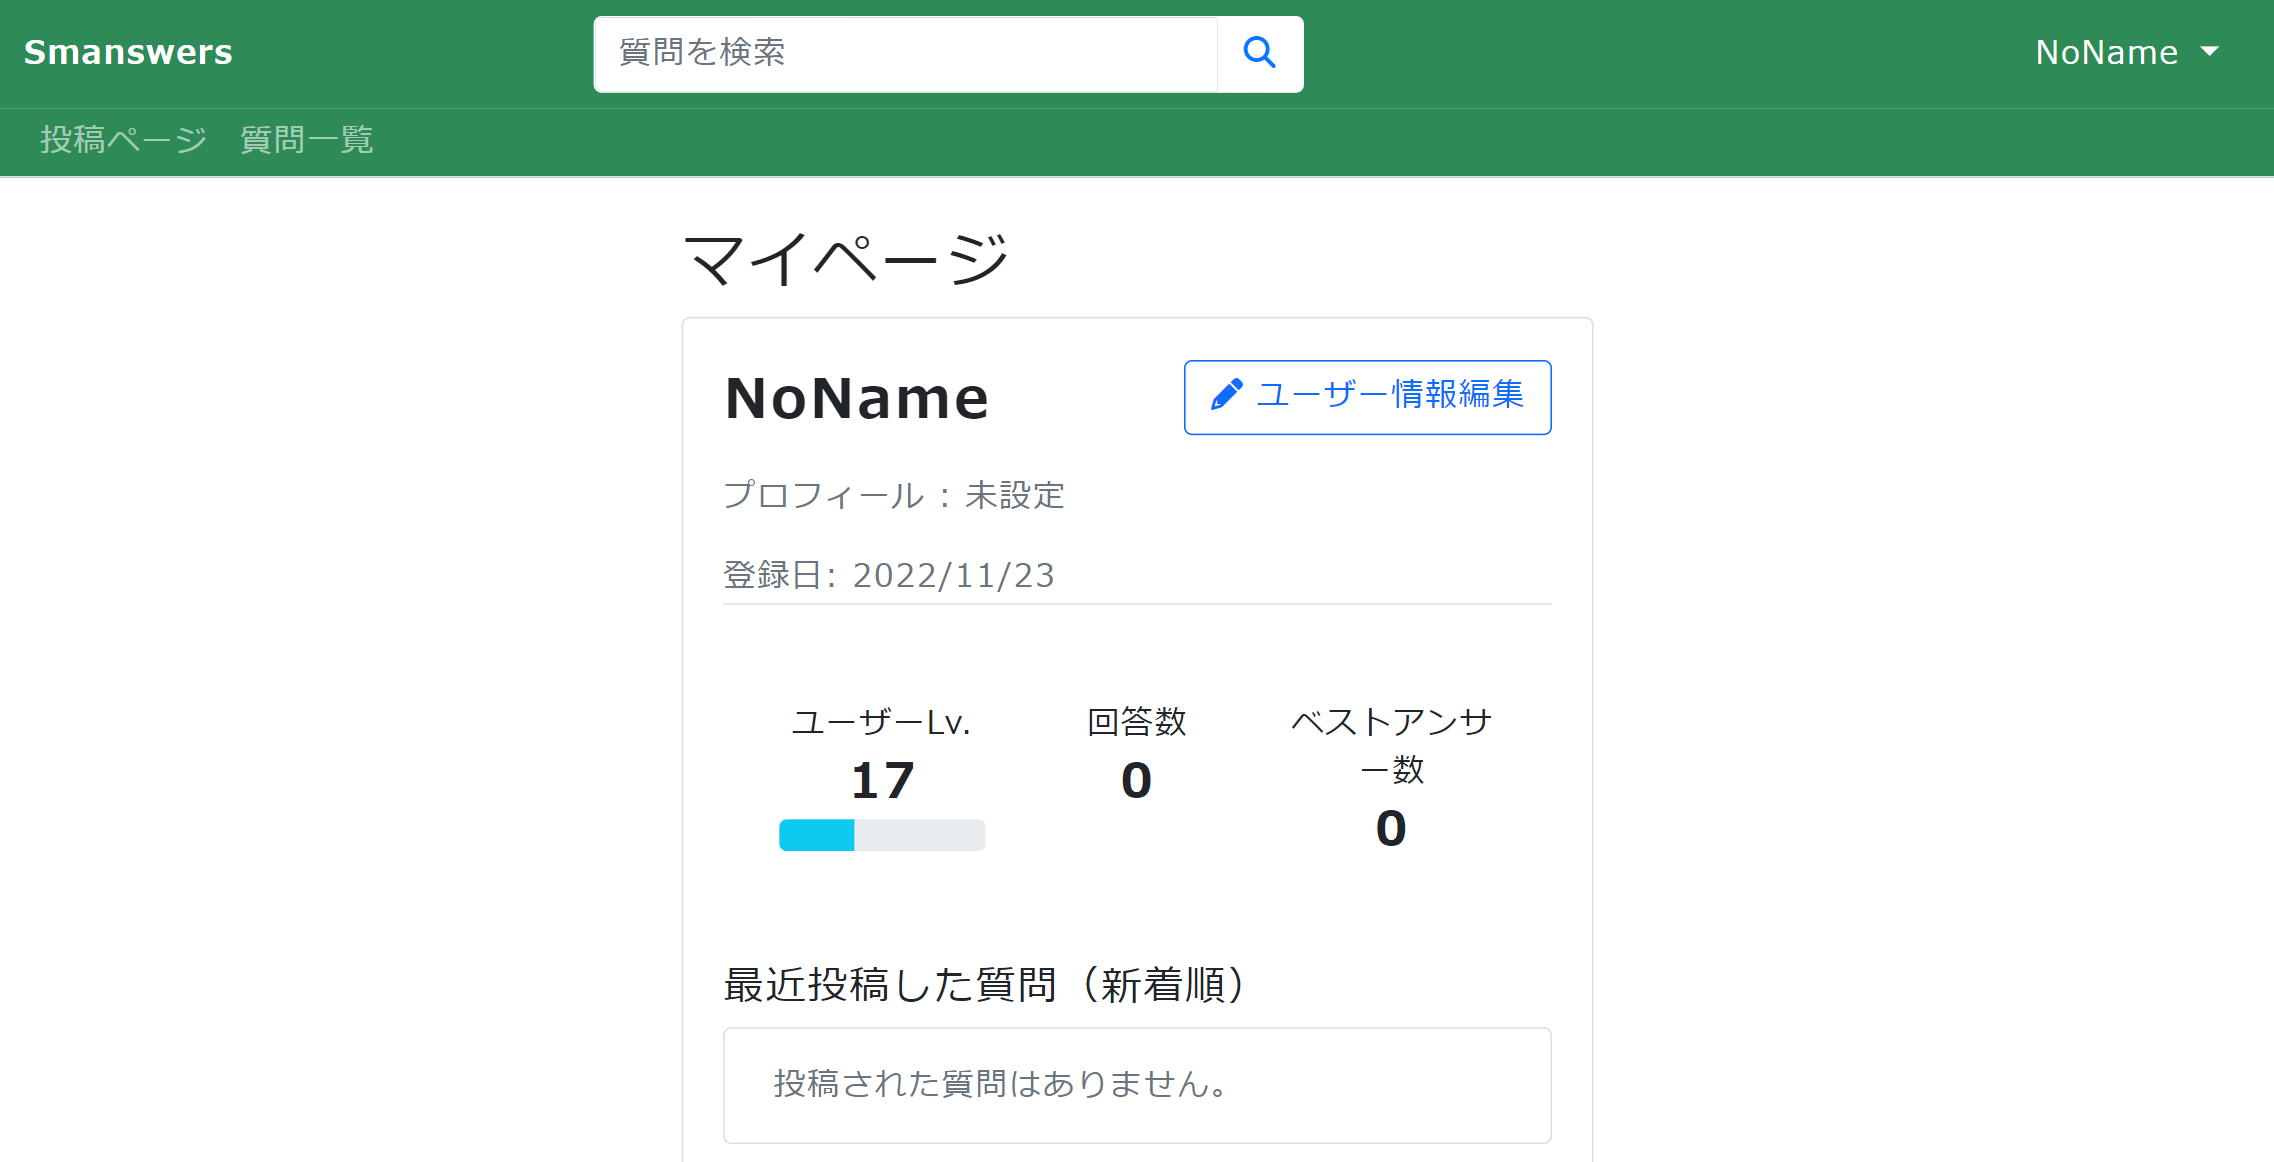 Smanswers
質問を検索
NoName
投稿ページ 質問一覧
マイページ
NoName
ユーザー情報編集
プロフィール : 未設定
登録日: 2022/11/23
ユーザーLv.
17
回答数
0
ベストアンサ
ー数
0
最近投稿した質問（新着順）
投稿された質問はありません。